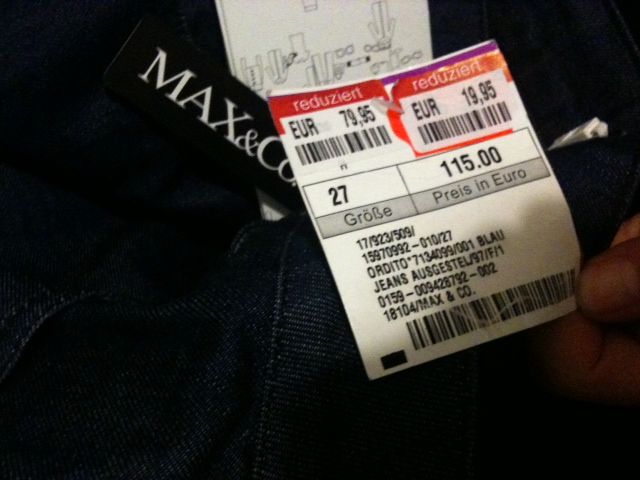 MAX&Co.
reduziert
EUR 79,95
reduziert
EUR 19,95
27
115.00
Größe
Preis in Euro
17/923/509/
15970992-010/27
ORDITO*7134099/001 BLAU
JEANS AUSGESTEL/97/F/1
0159-009428792-002
18104/MAX & CO.